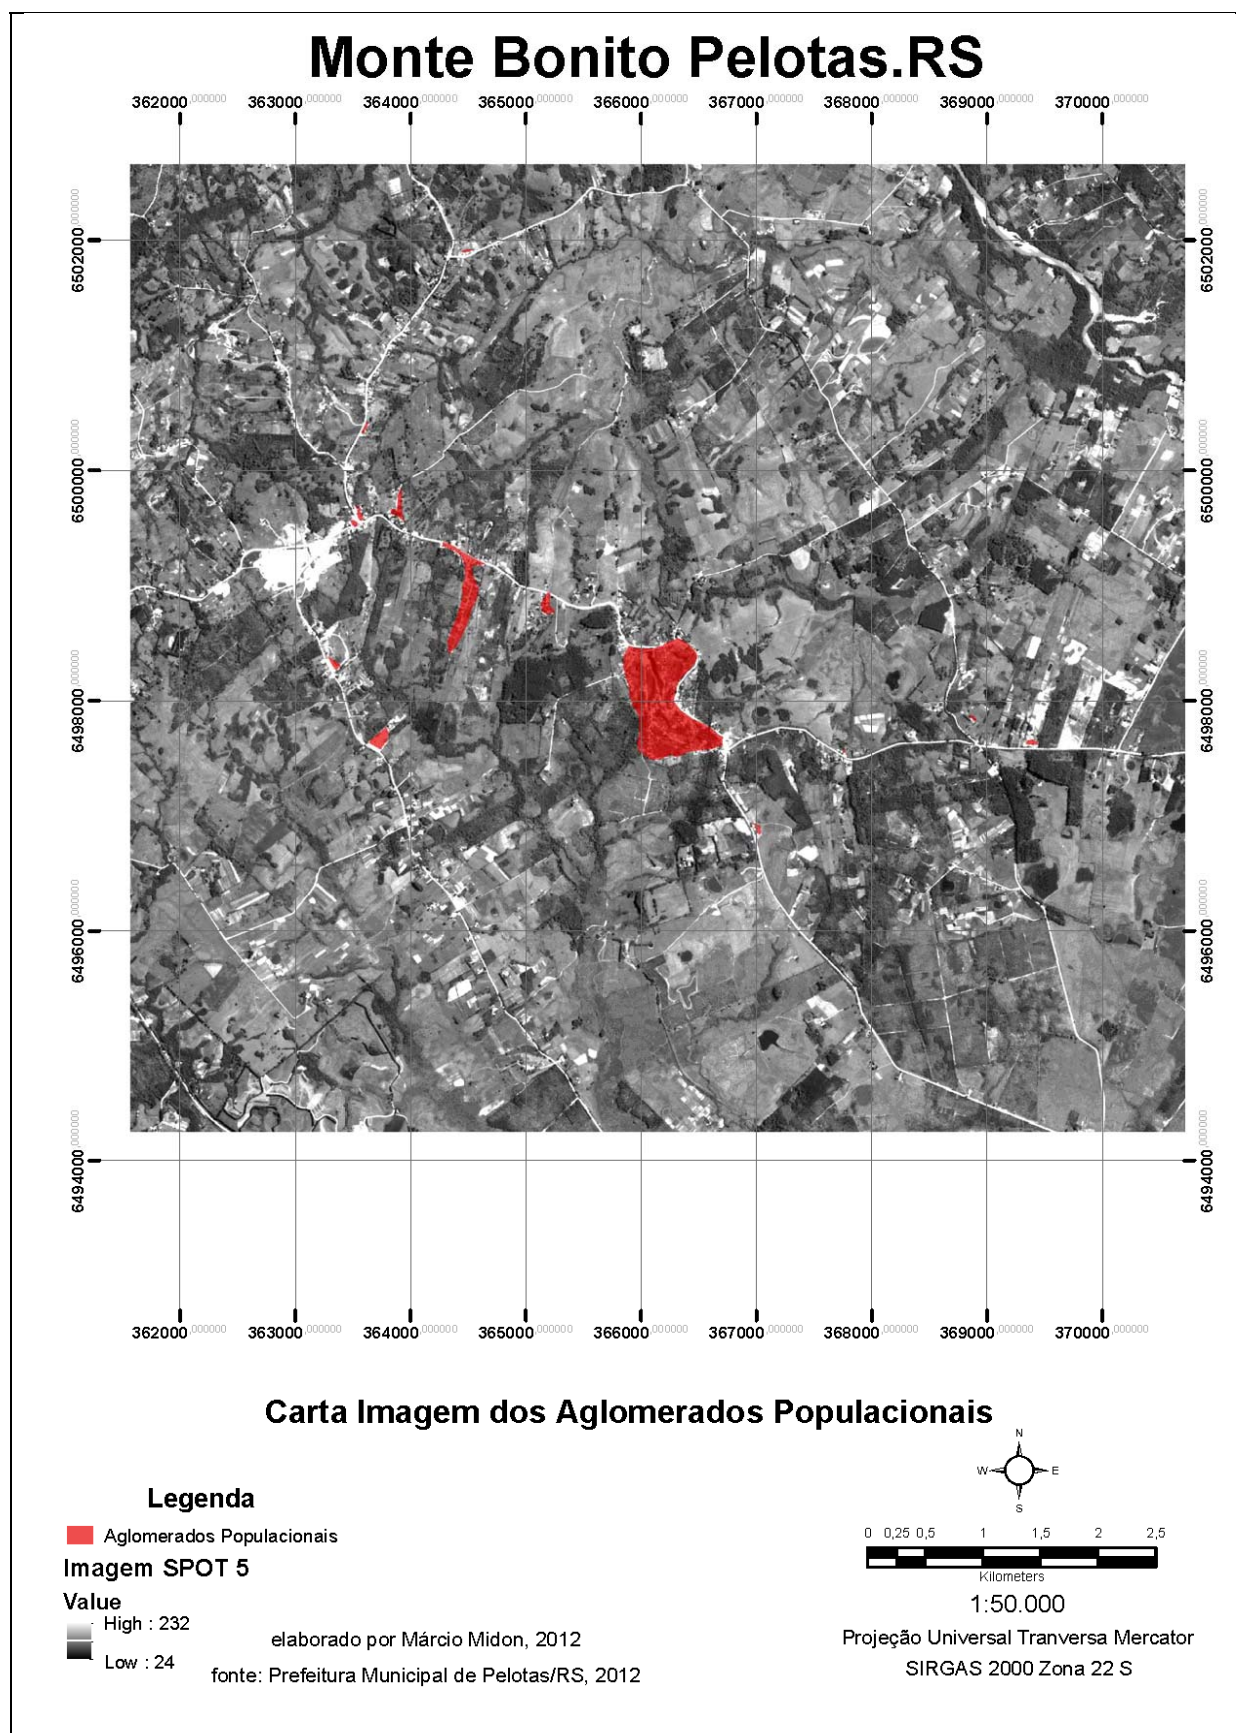 Monte Bonito Pelotas.RS
362000,000000 363000,000000 364000,000000 365000,000000 366000,000000 367000,000000 368000,000000 369000,000000 370000,000000
6502000,000000 6502000,000000
6500000,000000 6500000,000000
6498000,000000 6498000,000000
6496000,000000 6496000,000000
6494000,000000 6494000,000000
362000,000000 363000,000000 364000,000000 365000,000000 366000,000000 367000,000000 368000,000000 369000,000000 370000,000000
Carta Imagem dos Aglomerados Populacionais
N
W E
S
Legenda
Aglomerados Populacionais
Imagem SPOT 5
Value
High : 232
Low : 24
elaborado por Márcio Midon, 2012
fonte: Prefeitura Municipal de Pelotas/RS, 2012
0 0,25 0,5 1 1,5 2 2,5
Kilometers
1:50.000
Projeção Universal Tranversa Mercator
SIRGAS 2000 Zona 22 S